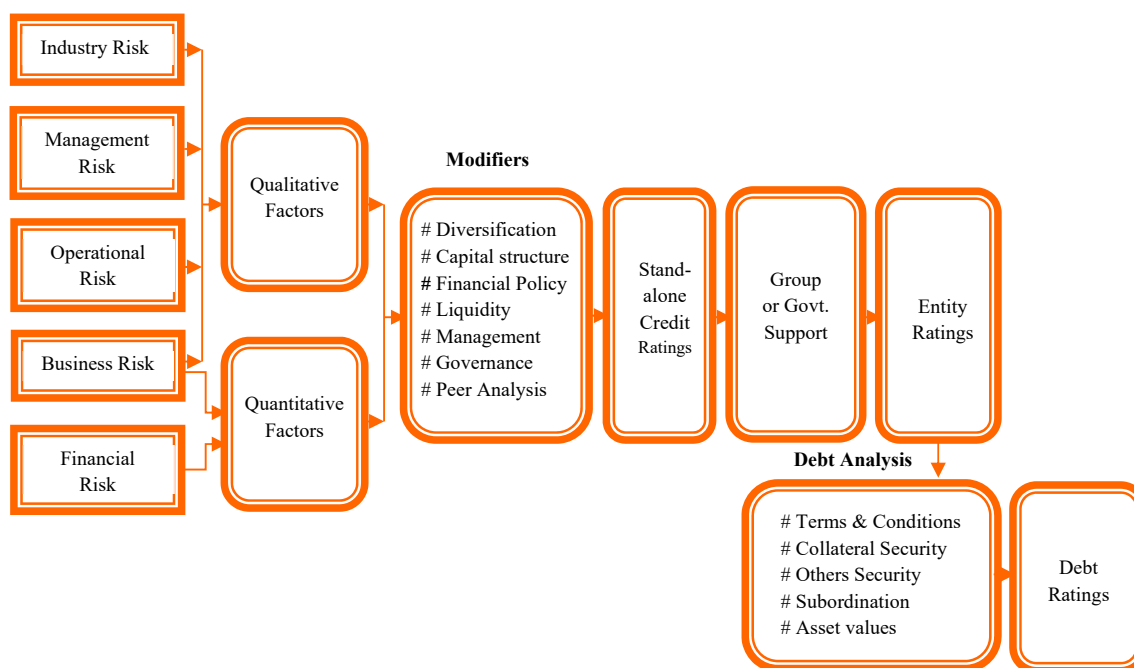 Industry Risk
Management
Risk
Operational
Risk
Business Risk
Financial
Risk
Qualitative
Factors
Quantitative
Factors
Modifiers
# Diversification
# Capital structure
# Financial Policy
# Liquidity
# Management
# Governance
# Peer Analysis
Stand-
alone
Credit
Ratings
Group
or Govt.
Support
Entity
Ratings
Debt Analysis
# Terms & Conditions
# Collateral Security
# Others Security
# Subordination
# Asset values
Debt
Ratings